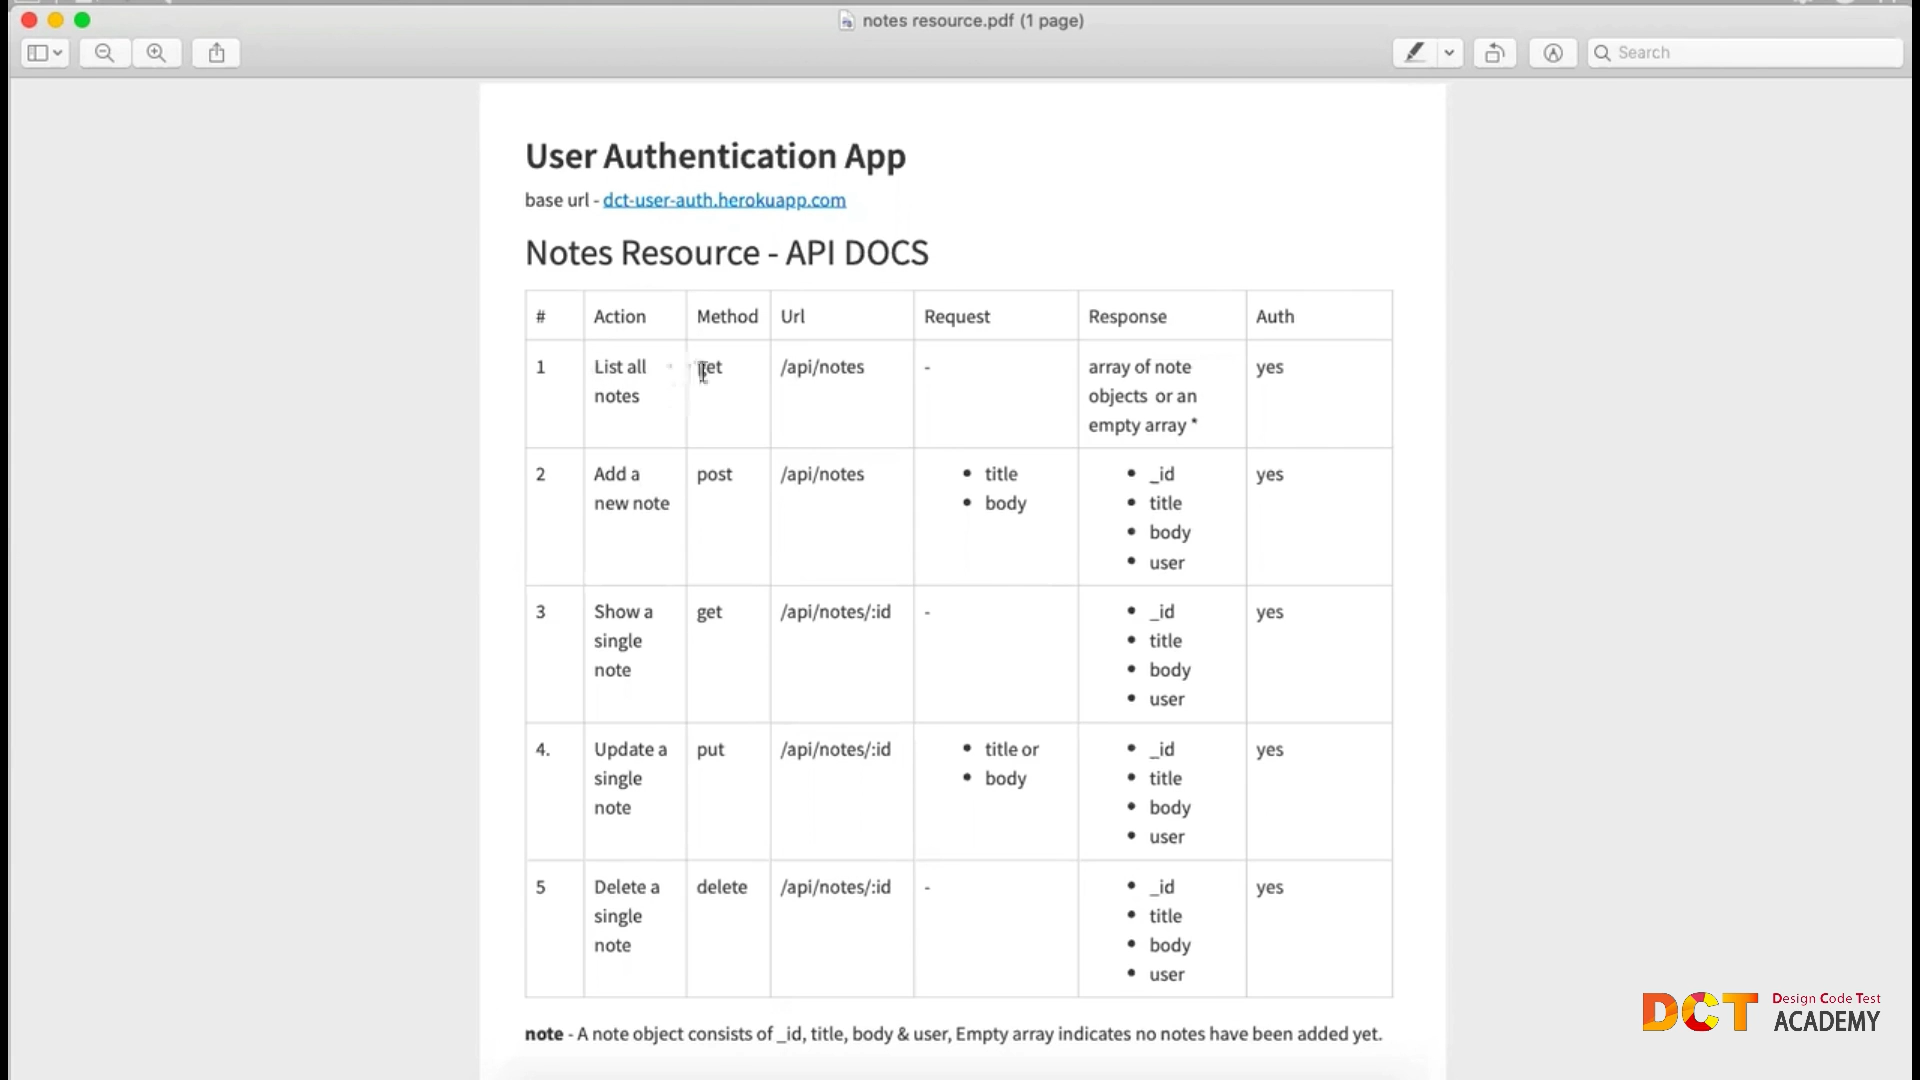 notes resource.pdf (1 page)
Search
User Authentication App
base url - dct-user-auth.herokuapp.com
Notes Resource - API DOCS
# Action Method Url Request Response Auth
1 List all notes get /api/notes - array of note objects or an empty array * yes
2 Add a new note post /api/notes • title • body • _id • title • body • user yes
3 Show a single note get /api/notes/:id - • _id • title • body • user yes
4. Update a single note put /api/notes/:id • title or • body • _id • title • body • user yes
5 Delete a single note delete /api/notes/:id - • _id • title • body • user yes
note - A note object consists of _id, title, body & user, Empty array indicates no notes have been added yet.
DCT Design Code Test
ACADEMY